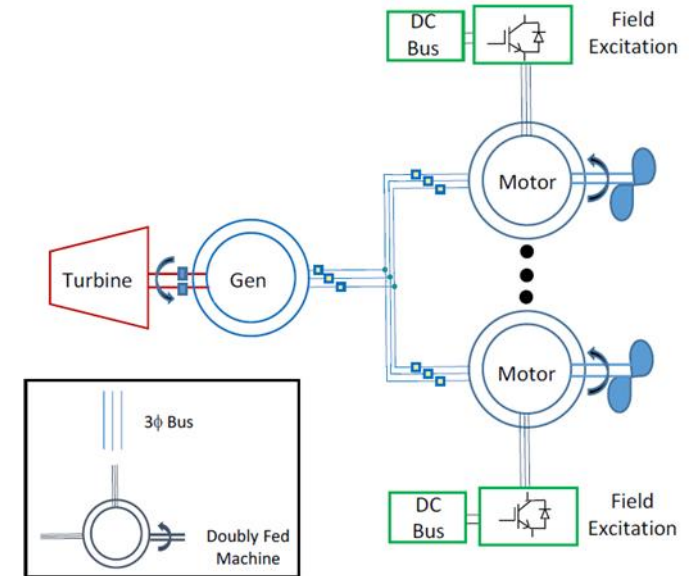 DC
Bus
Field
Excitation
Motor
Turbine
Gen
Motor
3ϕ Bus
Doubly Fed
Machine
DC
Bus
Field
Excitation